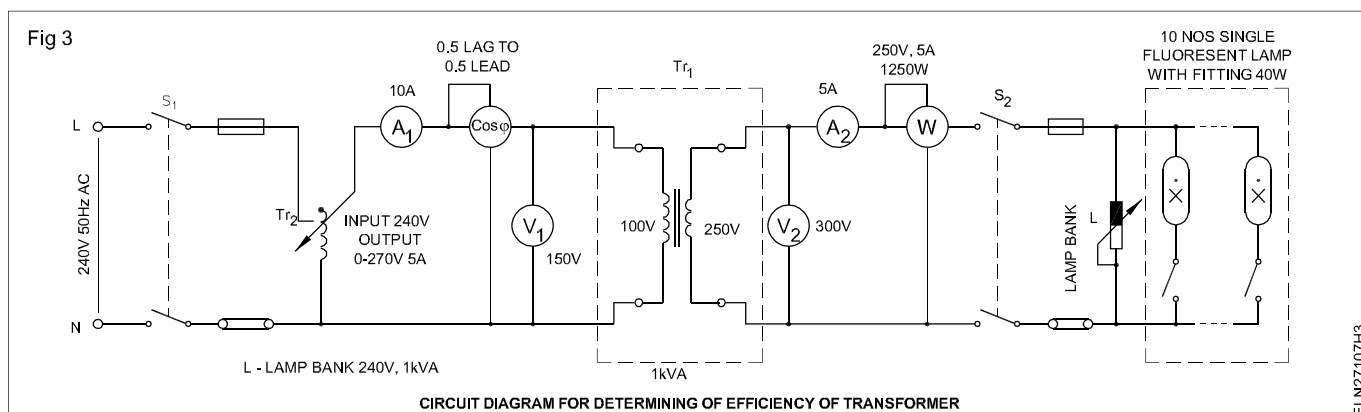 Fig 3
0.5 LAG TO
0.5 LEAD
Tr1
250V, 5A
1250W
10 NOS SINGLE
FLUORESENT LAMP
WITH FITTING 40W
S1
10A
5A
S2
L
A1
Cosφ
A2
W
240V 50Hz AC
Tr2
INPUT 240V
OUTPUT
0-270V 5A
V1
150V
100V
250V
V2
300V
L
LAMP BANK
N
L - LAMP BANK 240V, 1kVA
1kVA
CIRCUIT DIAGRAM FOR DETERMINING OF EFFICIENCY OF TRANSFORMER
ELN27107H3